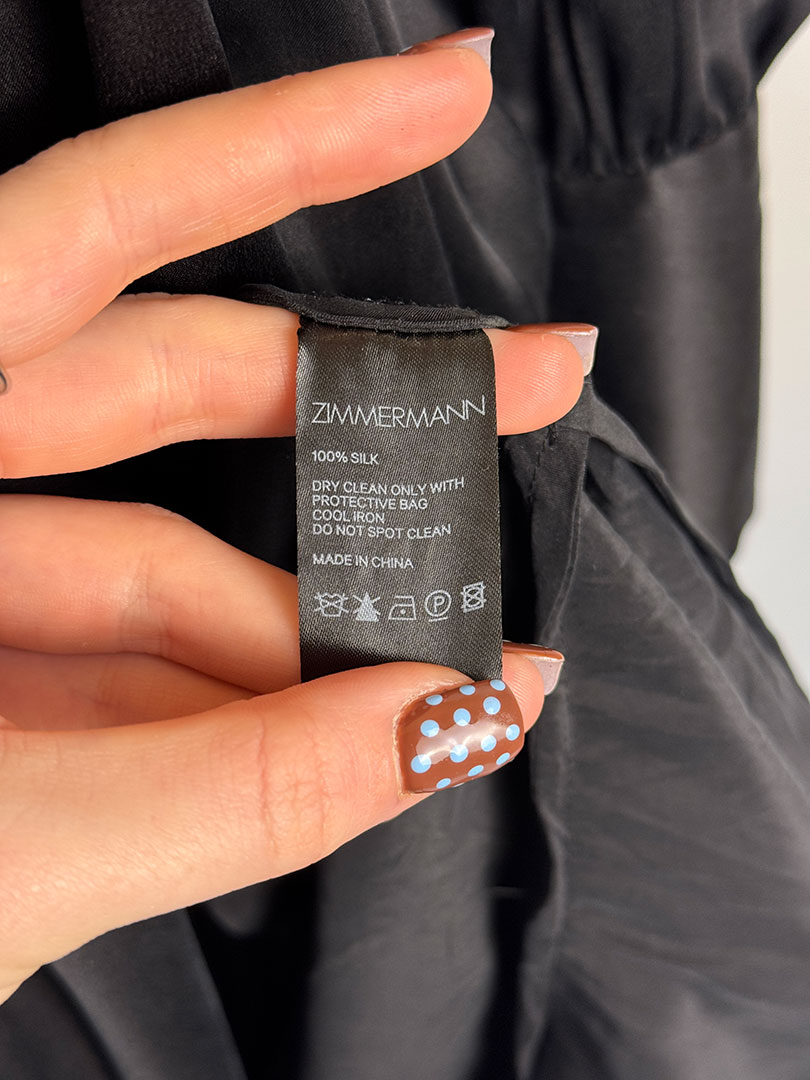 ZIMMERMANN
100% SILK
DRY CLEAN ONLY WITH
PROTECTIVE BAG
COOL IRON
DO NOT SPOT CLEAN
MADE IN CHINA
P